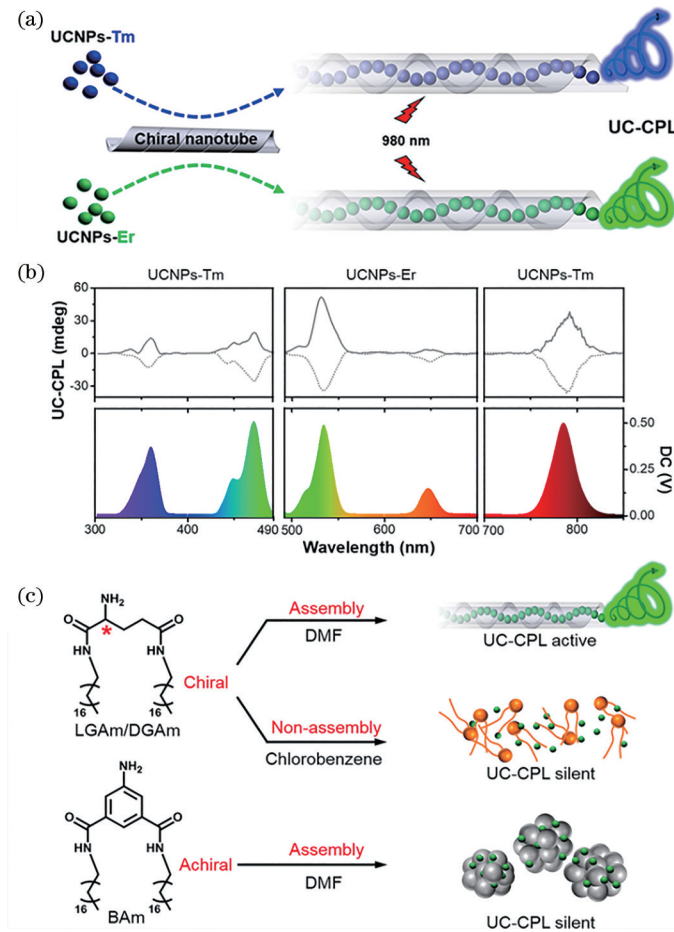 (a)
UCNPs-Tm
Chiral nanotube
980 nm
UC-CPL
UCNPs-Er
(b)
UCNPs-Tm UCNPs-Er UCNPs-Tm
UC-CPL (mdeg)
60
30
0
-30
DC (V)
0.50
0.25
0.00
300 400 490 500 600 700 700 800
Wavelength (nm)
(c)
NH₂
O * O
NH HN
16 Chiral 16
LGAm/DGAm
Assembly
DMF
UC-CPL active
Non-assembly
Chlorobenzene
UC-CPL silent
NH₂
O O
NH HN
16 Achiral 16
BAm
Assembly
DMF
UC-CPL silent